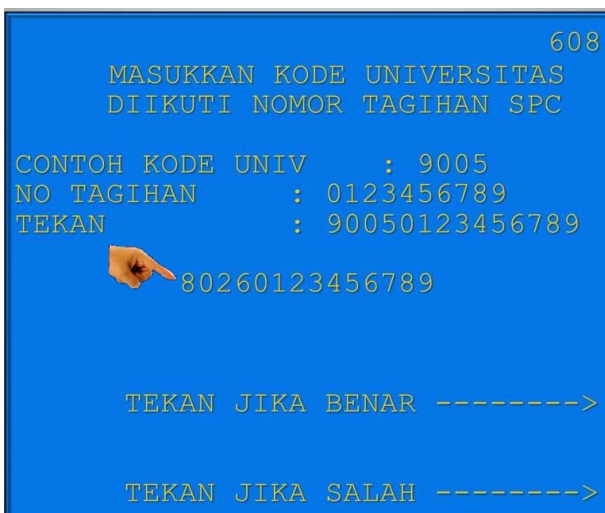 608
MASUKKAN KODE UNIVERSITAS
DIIKUTI NOMOR TAGIHAN SPC
CONTOH KODE UNIV : 9005
NO TAGIHAN : 0123456789
TEKAN : 90050123456789
80260123456789
TEKAN JIKA BENAR -------->
TEKAN JIKA SALAH -------->